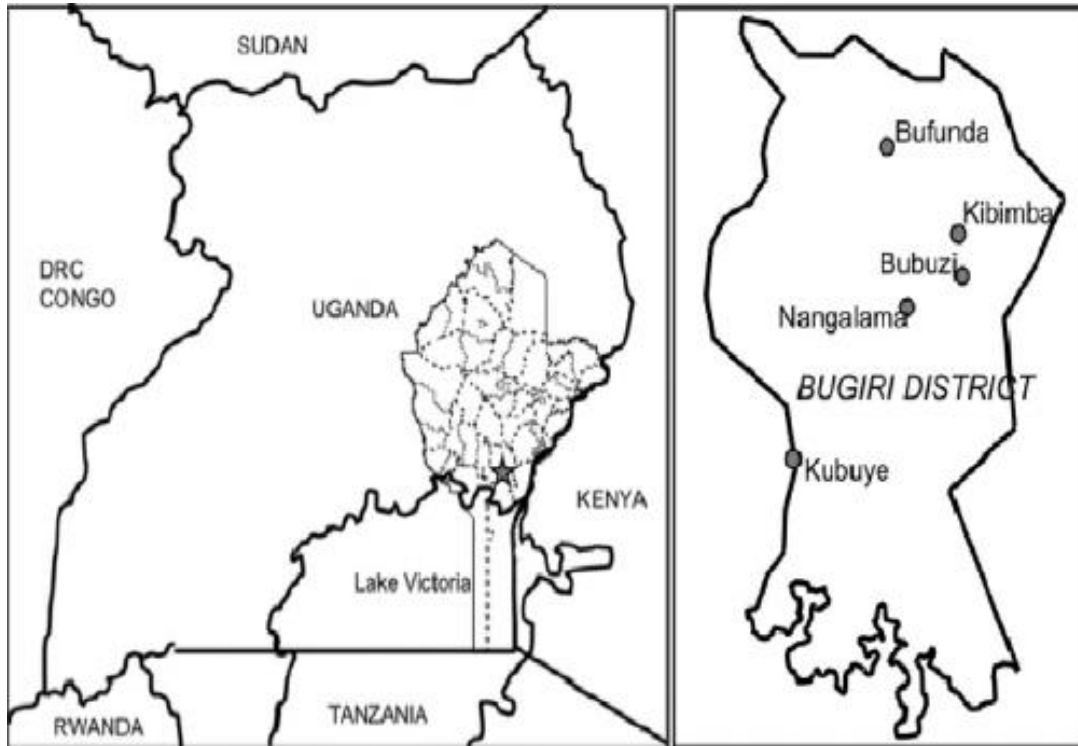 SUDAN
DRC
CONGO
UGANDA
KENYA
Lake Victoria
RWANDA
TANZANIA
Bufunda
Kibimba
Bubuzi
Nangalama
BUGIRI DISTRICT
Kubuye